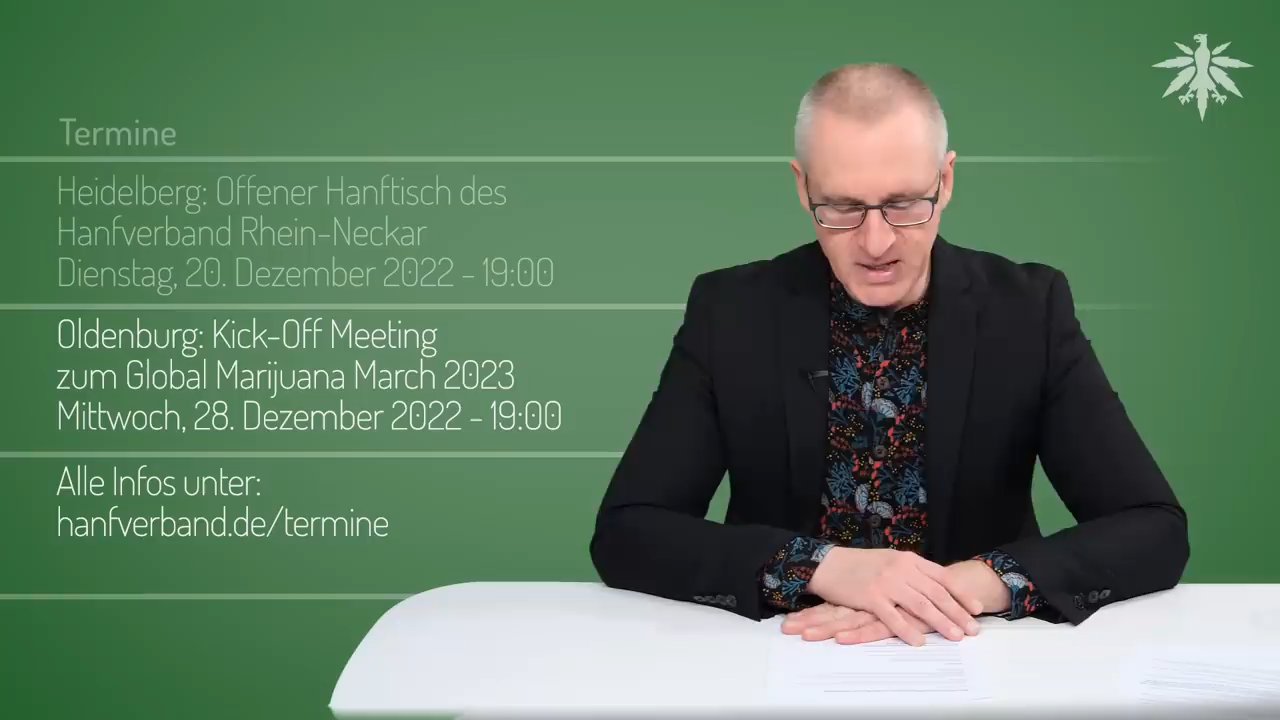 Termine
Heidelberg: Offener Hanftisch des
Hanfverband Rhein-Neckar
Dienstag, 20. Dezember 2022 - 19:00
Oldenburg: Kick-Off Meeting
zum Global Marijuana March 2023
Mittwoch, 28. Dezember 2022 - 19:00
Alle Infos unter:
hanfverband.de/termine